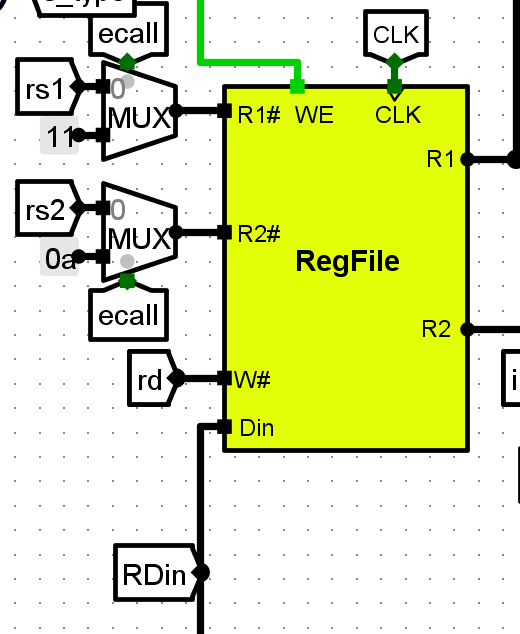 ecall
CLK
rs1
0
MUX
11
R1#
WE
CLK
R1
rs2
0
MUX
0a
R2#
RegFile
ecall
R2
rd
W#
Din
RDin